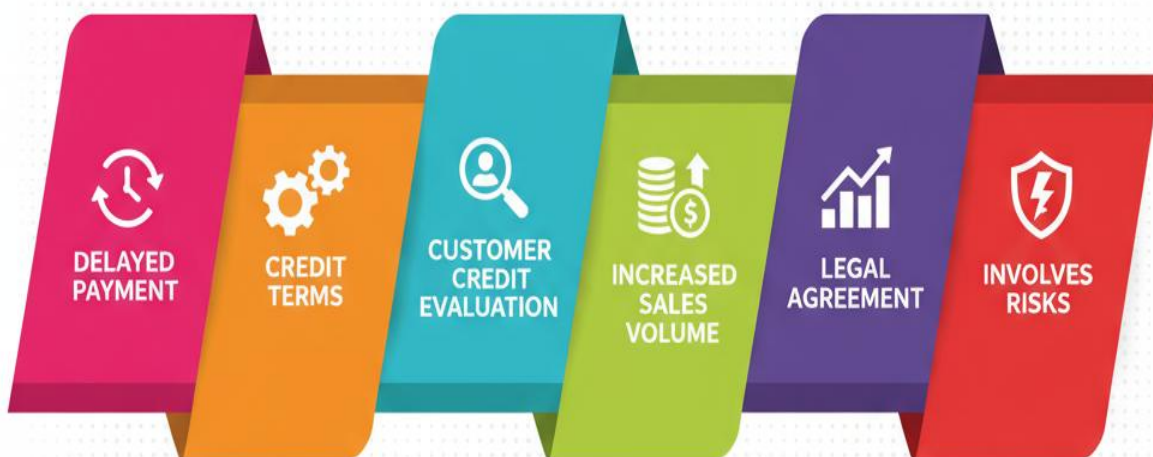 DELAYED
PAYMENT
CREDIT
TERMS
CUSTOMER
CREDIT
EVALUATION
INCREASED
SALES
VOLUME
LEGAL
AGREEMENT
INVOLVES
RISKS